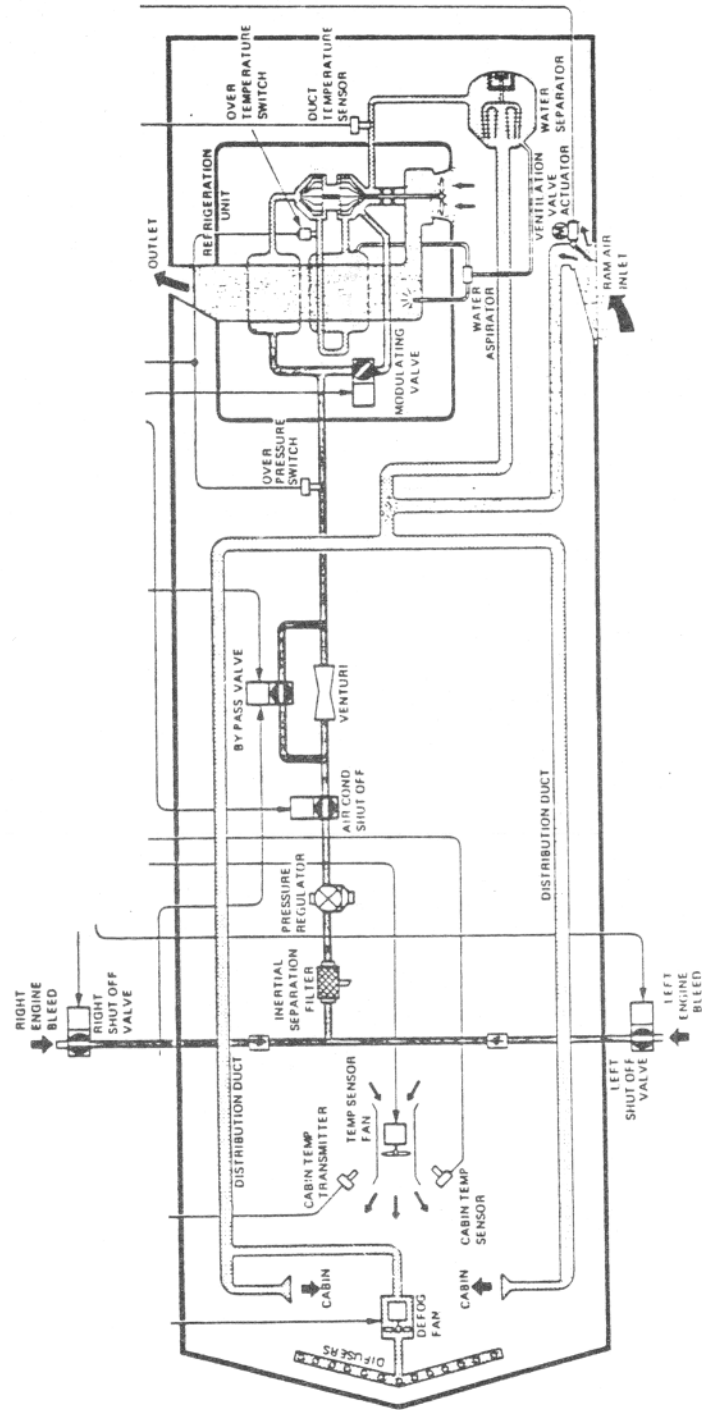 OUTLET
OVER
TEMPERATURE
SWITCH
DUCT
TEMPERATURE
SENSOR
REFRIGERATION
UNIT
WATER
SEPARATOR
VENTILATION
VALVE
ACTUATOR
RAM AIR
INLET
WATER
ASPIRATOR
MODULATING
VALVE
OVER
PRESSURE
SWITCH
BY PASS VALVE
VENTURI
AIR COND
SHUT OFF
PRESSURE
REGULATOR
INERTIAL
SEPARATION
FILTER
RIGHT
ENGINE
BLEED
RIGHT
SHUT OFF
VALVE
DISTRIBUTION DUCT
DISTRIBUTION DUCT
LEFT
SHUT OFF
VALVE
LEFT
ENGINE
BLEED
CABIN TEMP
TRANSMITTER
TEMP SENSOR
FAN
CABIN TEMP
SENSOR
CABIN
CABIN
DEFOG
FAN
DIFUSERS